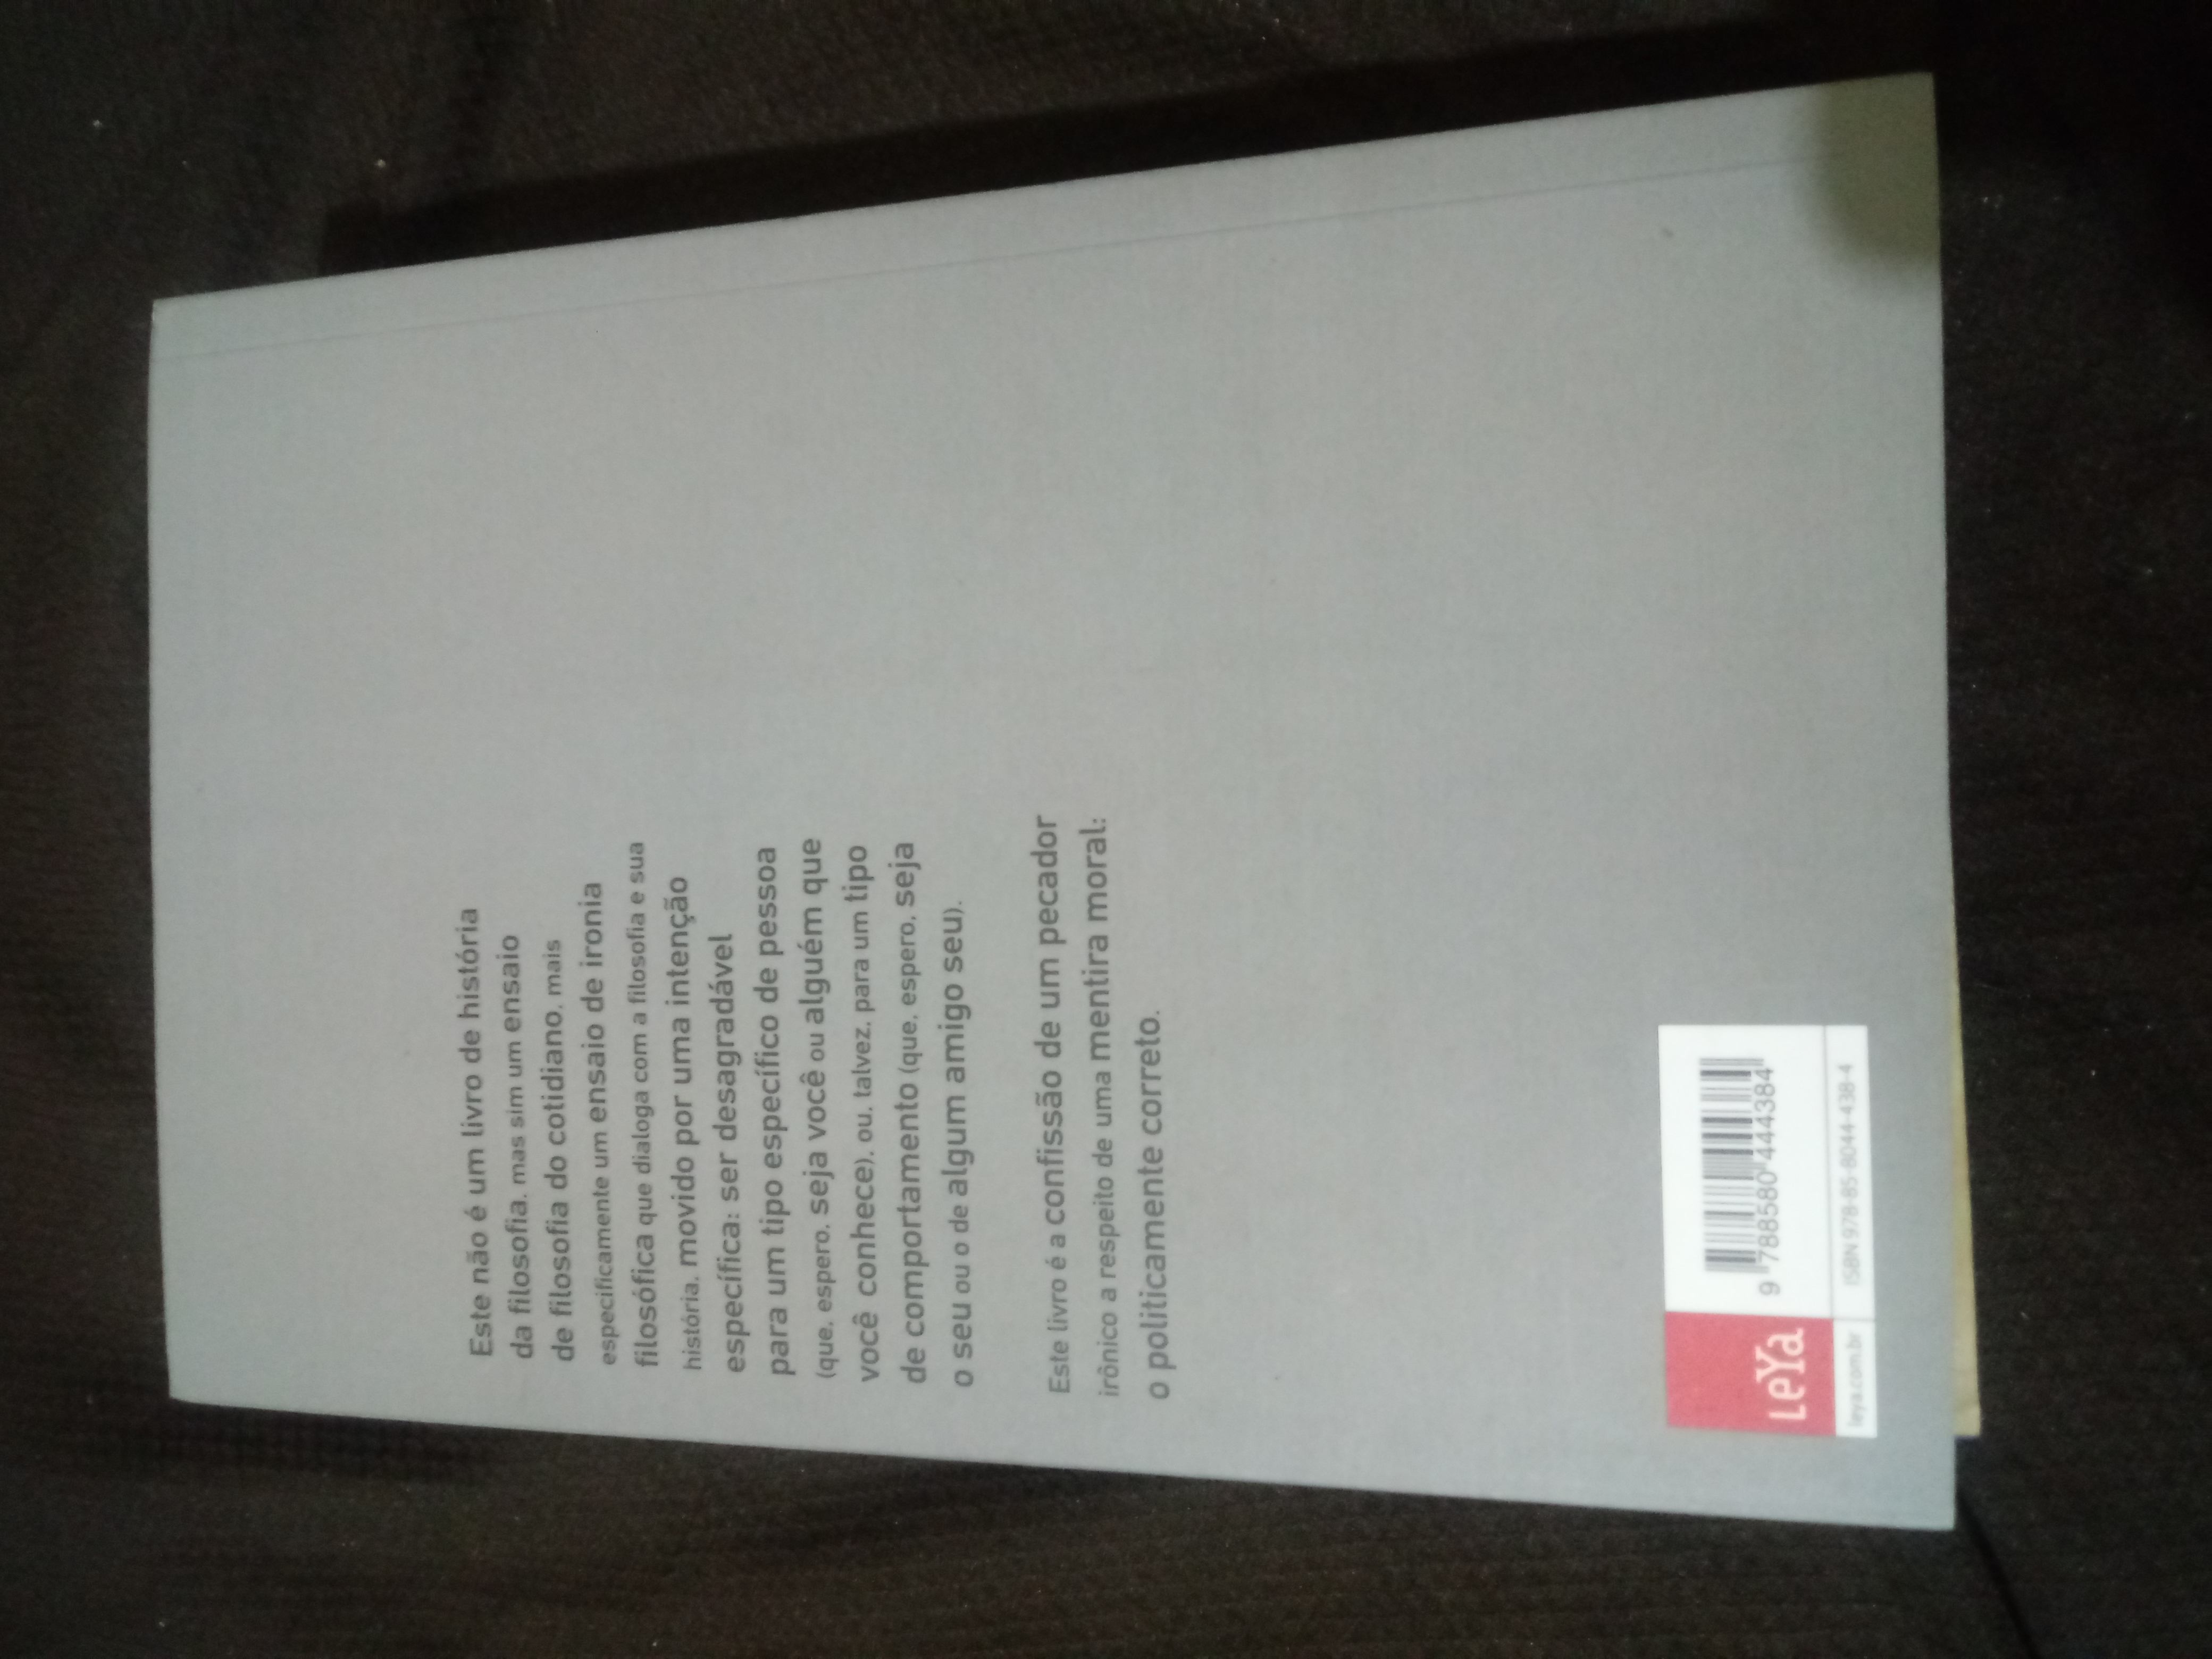 Este não é um livro de história
da filosofia, mas sim um ensaio
de filosofia do cotidiano, mais
especificamente um ensaio de ironia
filosófica que dialoga com a filosofia e sua
história, movido por uma intenção
específica: ser desagradável
para um tipo específico de pessoa
(que, espero, seja você ou alguém que
você conhece), ou, talvez, para um tipo
de comportamento (que, espero, seja
o seu ou o de algum amigo seu).
Este livro é a confissão de um pecador
irônico a respeito de uma mentira moral:
o politicamente correto.
LeYa
leya.com.br
9 788580 444384
ISBN 978-85-8044-438-4